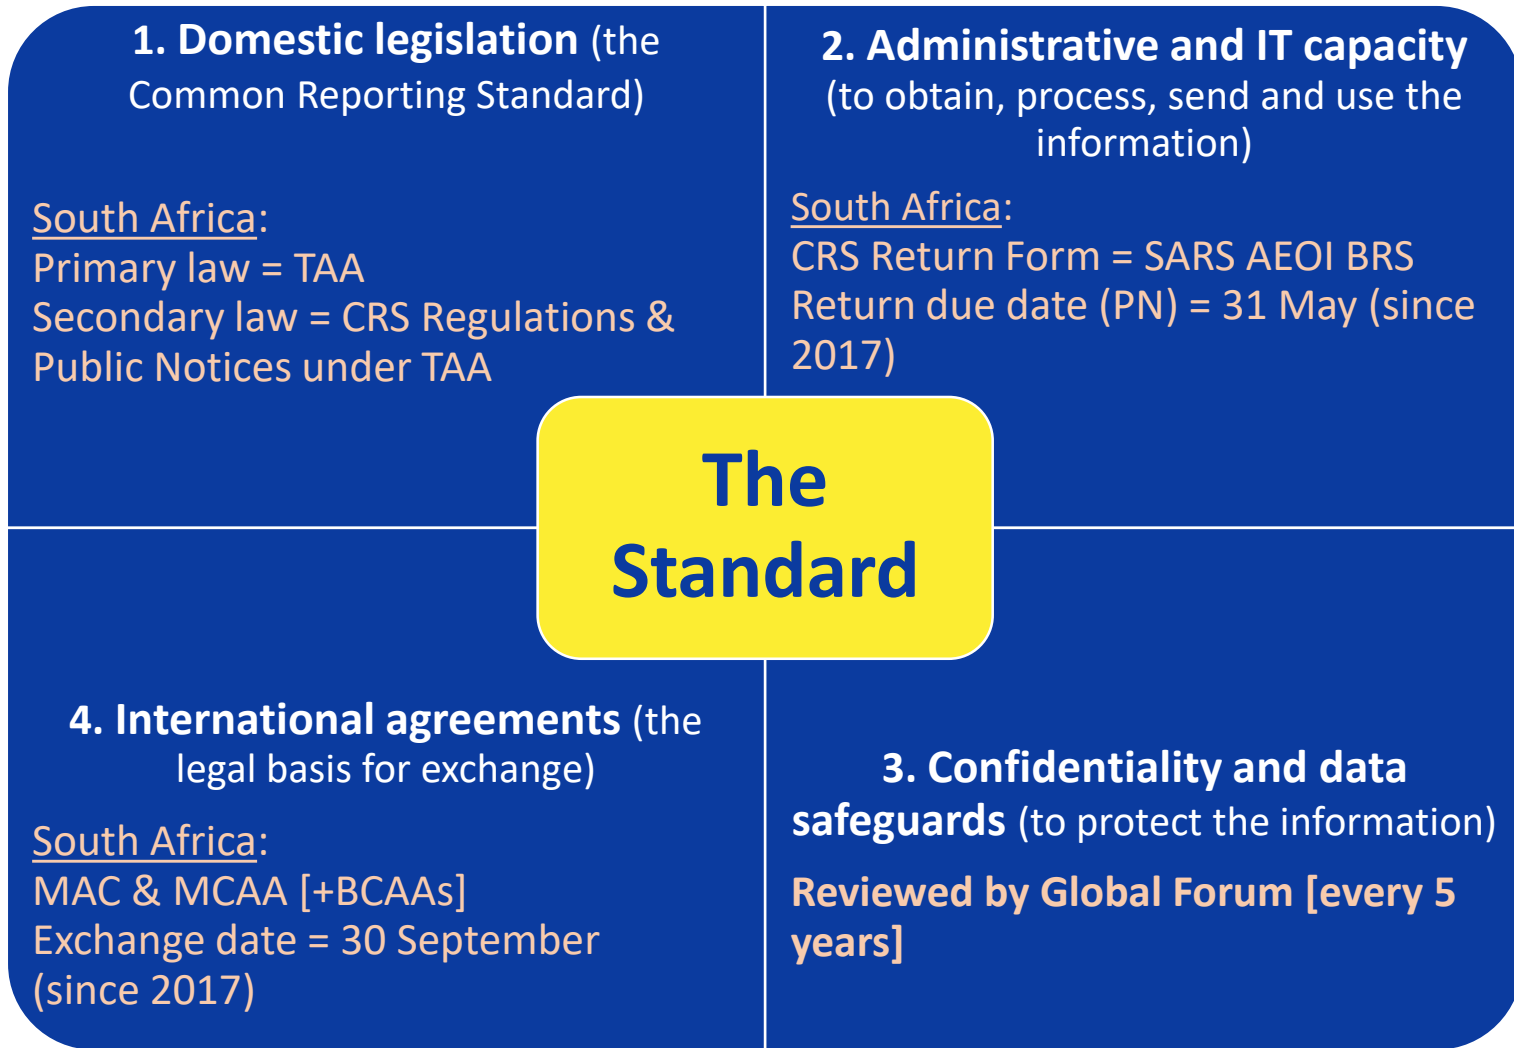 1. Domestic legislation (the
Common Reporting Standard)
South Africa:
Primary law = TAA
Secondary law = CRS Regulations &
Public Notices under TAA
2. Administrative and IT capacity
(to obtain, process, send and use the
information)
South Africa:
CRS Return Form = SARS AEOI BRS
Return due date (PN) = 31 May (since
2017)
The
Standard
4. International agreements (the
legal basis for exchange)
South Africa:
MAC & MCAA [+BCAAs]
Exchange date = 30 September
(since 2017)
3. Confidentiality and data
safeguards (to protect the information)
Reviewed by Global Forum [every 5
years]